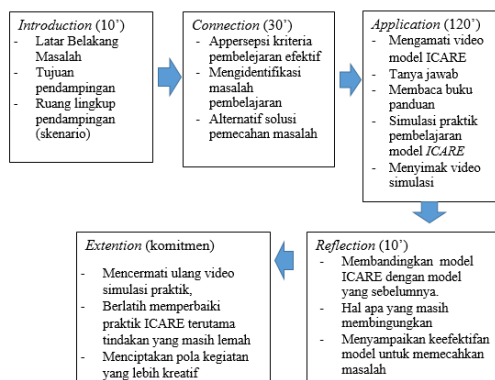 Introduction (10’)
- Latar Belakang
Masalah
- Tujuan
pendampingan
- Ruang lingkup
pendampingan
(skenario)
Connection (30’)
- Appersepsi kriteria
pembelejaran efektif
- Mengidentifikasi
masalah
pembelajaran
- Alternatif solusi
pemecahan masalah
Application (120’)
- Mengamati video
model ICARE
- Tanya jawab
- Membaca buku
panduan
- Simulasi praktik
pembelajaran
model ICARE
- Menyimak video
simulasi
Reflection (10’)
- Membandingkan model
ICARE dengan model
yang sebelumnya.
- Hal apa yang masih
membingungkan
- Menyampaikan keefektifan
model untuk memecahkan
masalah
Extention (komitmen)
- Mencermati ulang video
simulasi praktik,
- Berlatih memperbaiki
praktik ICARE terutama
tindakan yang masih lemah
- Menciptakan pola kegiatan
yang lebih kreatif